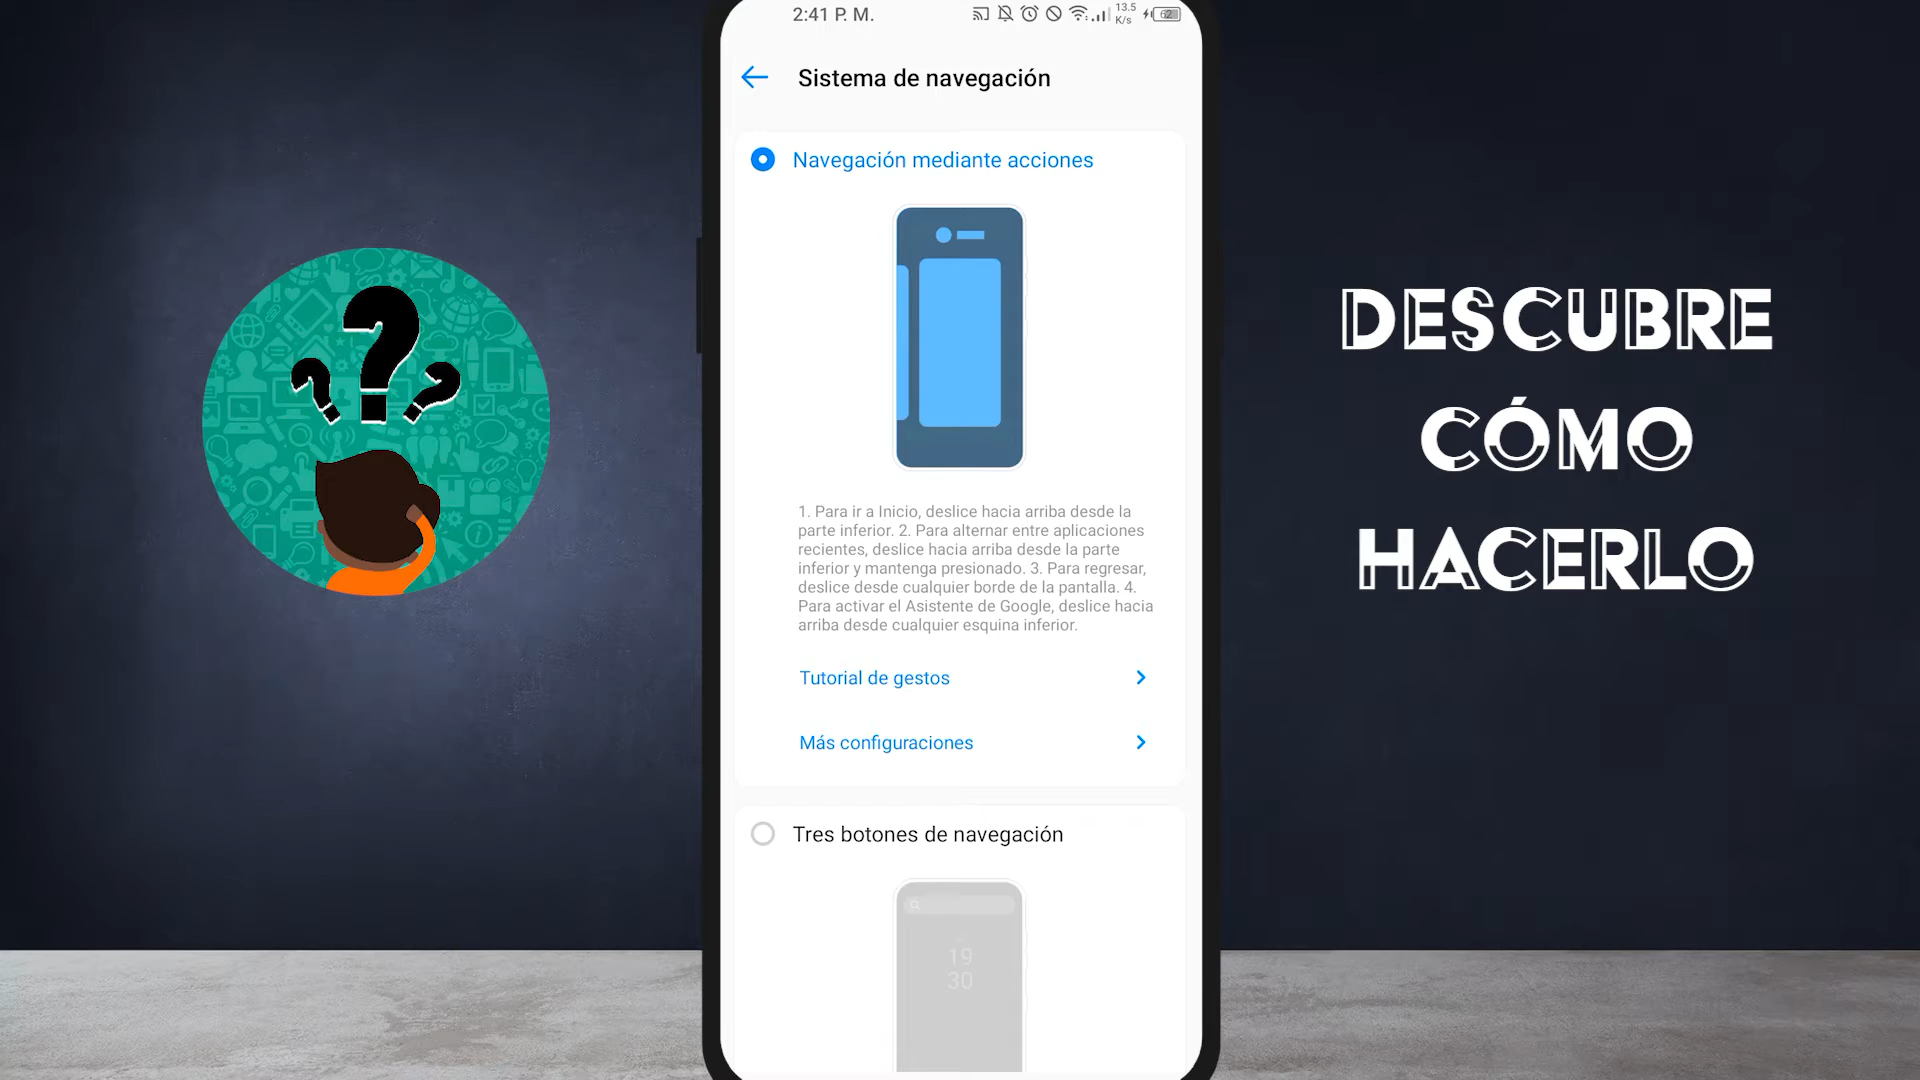 2:41 P. M.
13.5
K/s
62
Sistema de navegación
Navegación mediante acciones
1. Para ir a Inicio, deslice hacia arriba desde la
parte inferior. 2. Para alternar entre aplicaciones
recientes, deslice hacia arriba desde la parte
inferior y mantenga presionado. 3. Para regresar,
deslice desde cualquier borde de la pantalla. 4.
Para activar el Asistente de Google, deslice hacia
arriba desde cualquier esquina inferior.
Tutorial de gestos
Más configuraciones
Tres botones de navegación
19
30
DESCUBRE
CÓMO
HACERLO